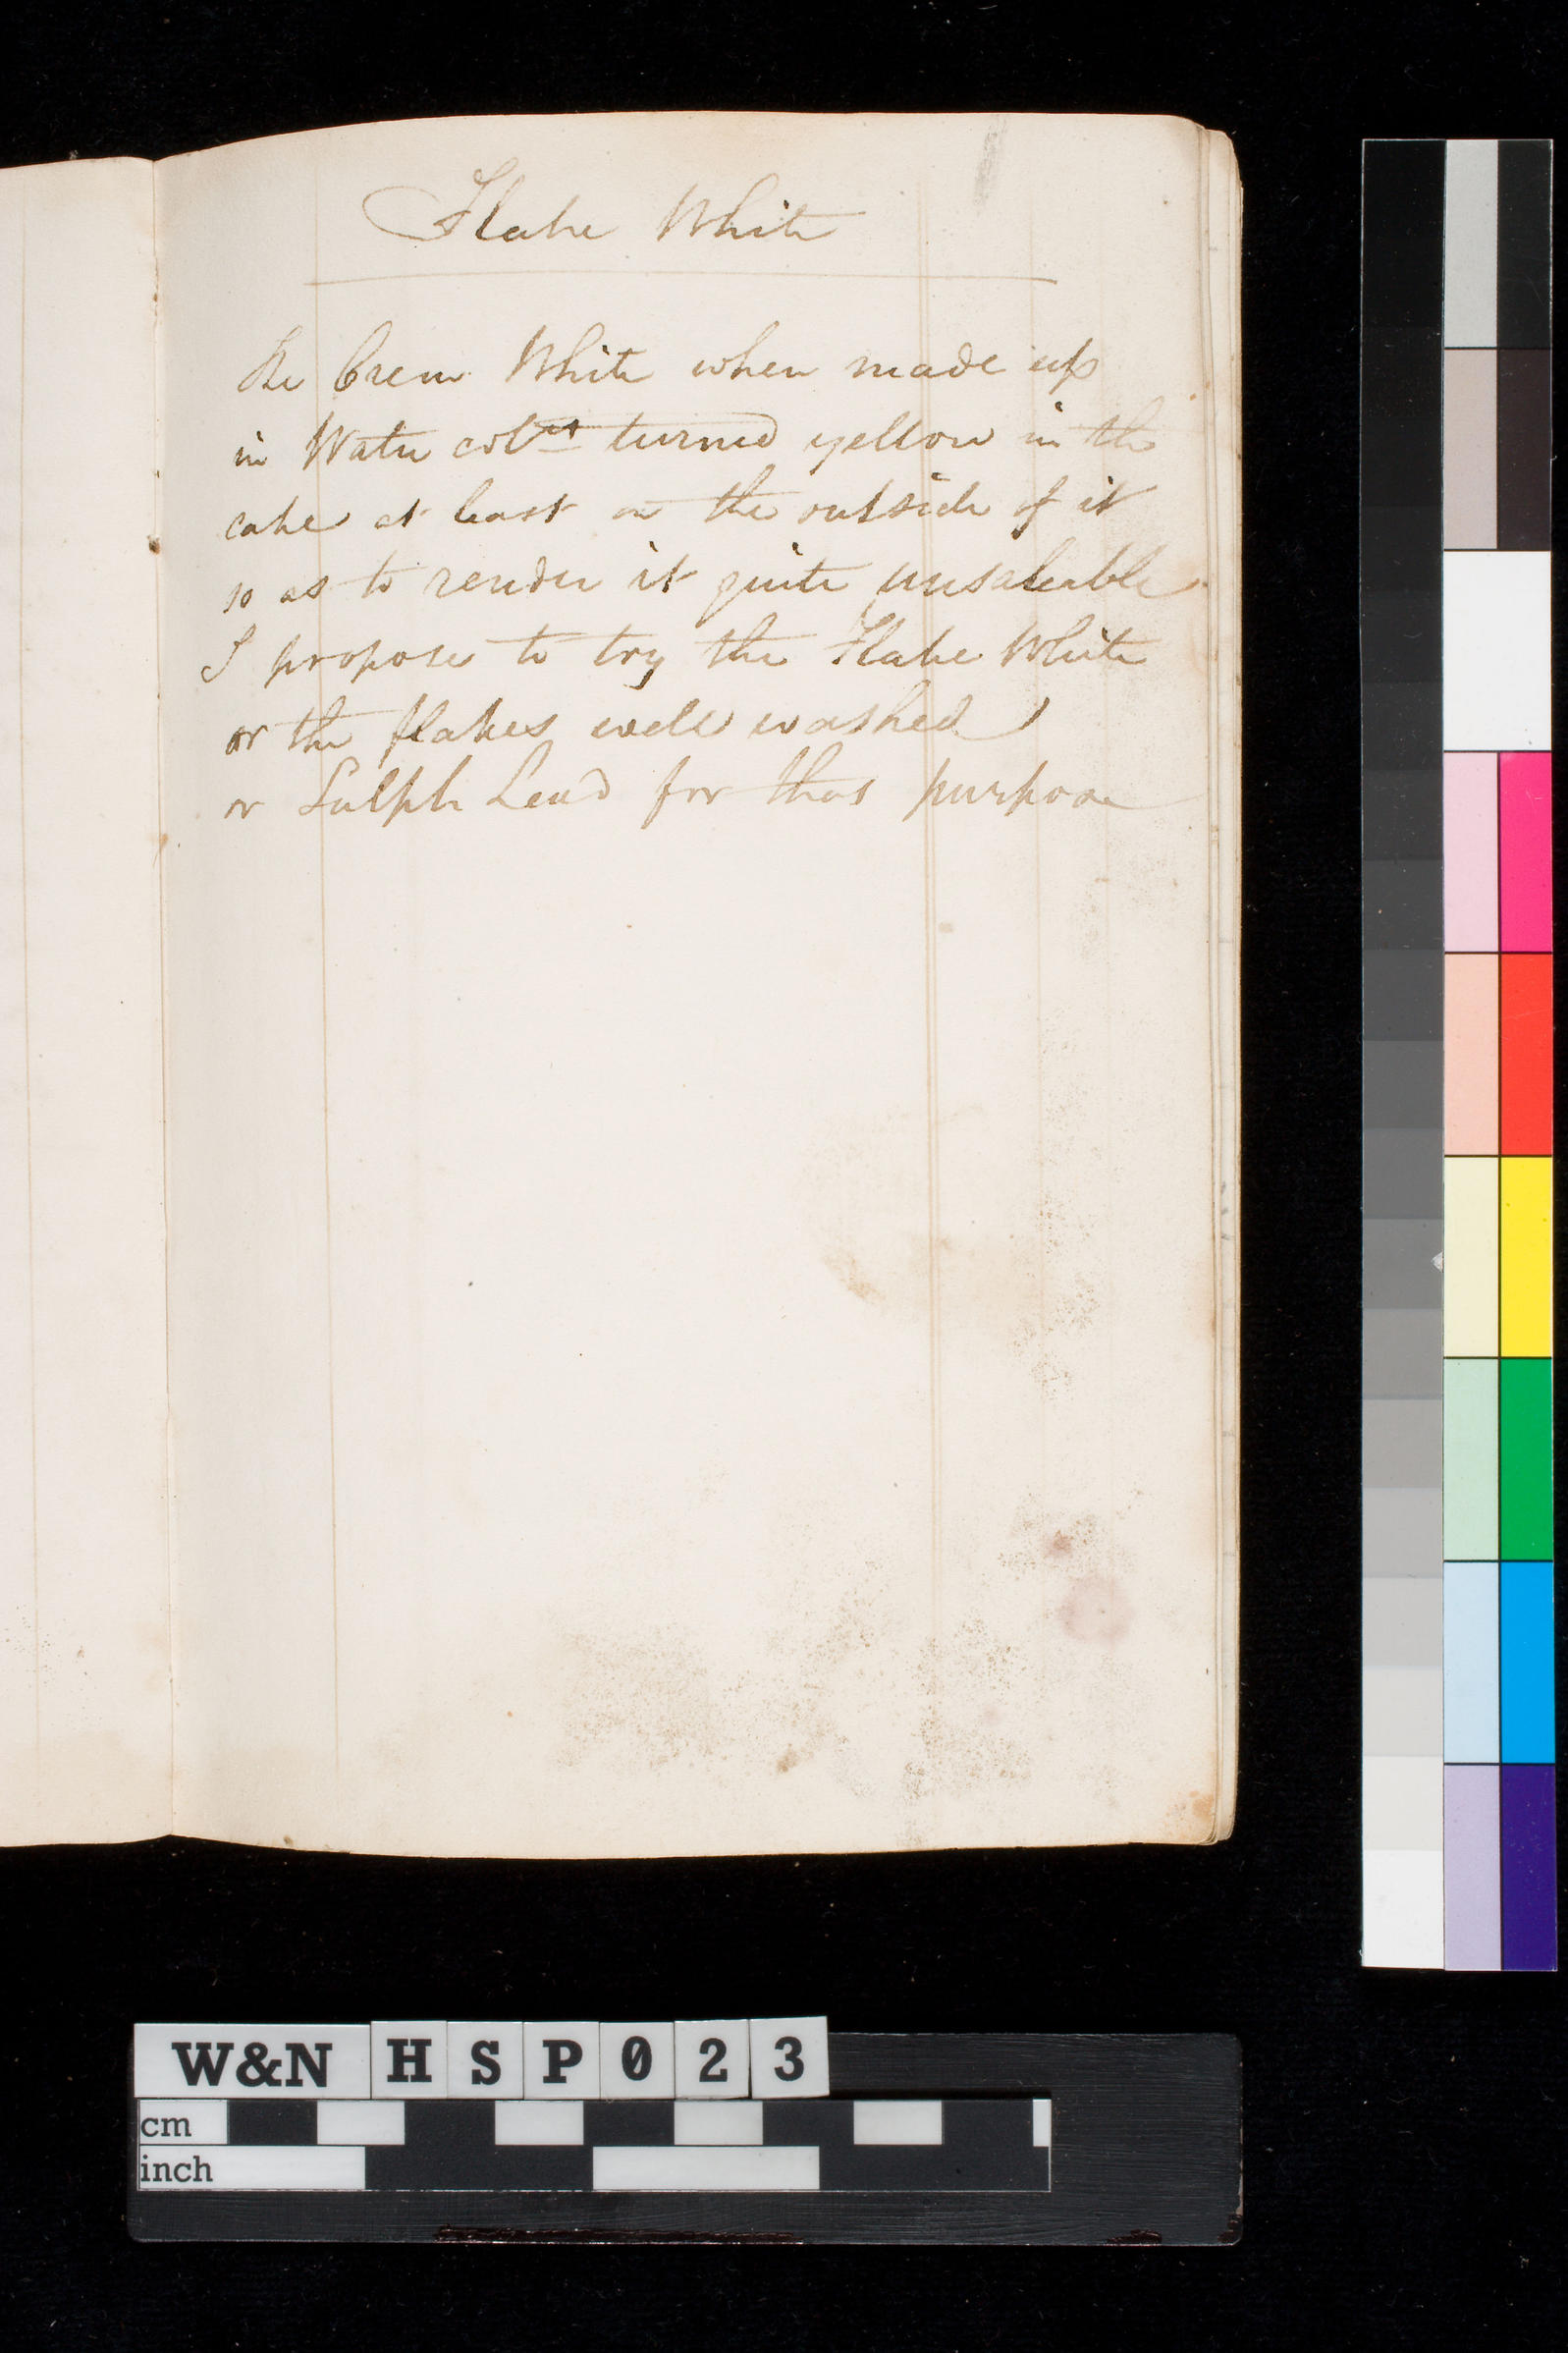 Flake White
The Crem White when made up
in Water colrs turned yellow in the
cake at least on the outside of it
so as to render it quite unsaleable
I propose to try the Flake White
or the flakes well washed
or Sulph Lead for that purpose
W&N HSP023
cm
inch